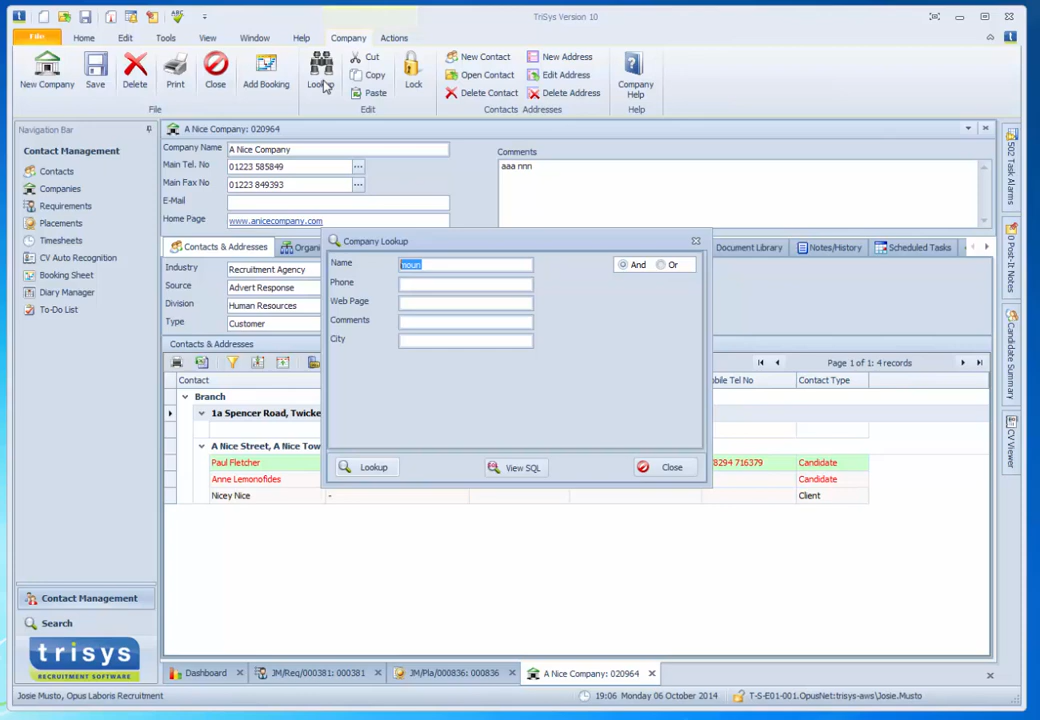 TriSys Version 10
File Home Edit Tools View Window Help Company Actions
New Company Save Delete Print Close Add Booking Lookup Cut Copy Paste Lock New Contact Open Contact Delete Contact New Address Edit Address Delete Address Company Help
File Edit Contacts Addresses Help
Navigation Bar
Contact Management
Contacts
Companies
Requirements
Placements
Timesheets
CV Auto Recognition
Booking Sheet
Diary Manager
To-Do List
Contact Management
Search
trisys
RECRUITMENT SOFTWARE
A Nice Company: 020964
Company Name A Nice Company
Main Tel. No 01223 585849
Main Fax No 01223 849393
E-Mail
Home Page www.anicecompany.com
Comments
aaa nnn
Contacts & Addresses Document Library Notes/History Scheduled Tasks
Industry Recruitment Agency
Source Advert Response
Division Human Resources
Type Customer
Company Lookup
Name noun
Phone
Web Page
Comments
City
And Or
Lookup View SQL Close
Contacts & Addresses
Page 1 of 1: 4 records
Contact Tel No Contact Type
Branch
1a Spencer Road,
A Nice Street, A Nice
Paul Fletcher 716379 Candidate
Anne Lemonofides Candidate
Nicey Nice - Client
502 Task Alarms
0 Post-It Notes
Candidate Summary
CV Viewer
Dashboard JM/Req/000381: 000381 JM/Pla/000836: 000836 A Nice Company: 020964
Josie Musto, Opus Laboris Recruitment 19:06 Monday 06 October 2014 T-S-E01-001.OpusNet:trisys-aws\Josie.Musto